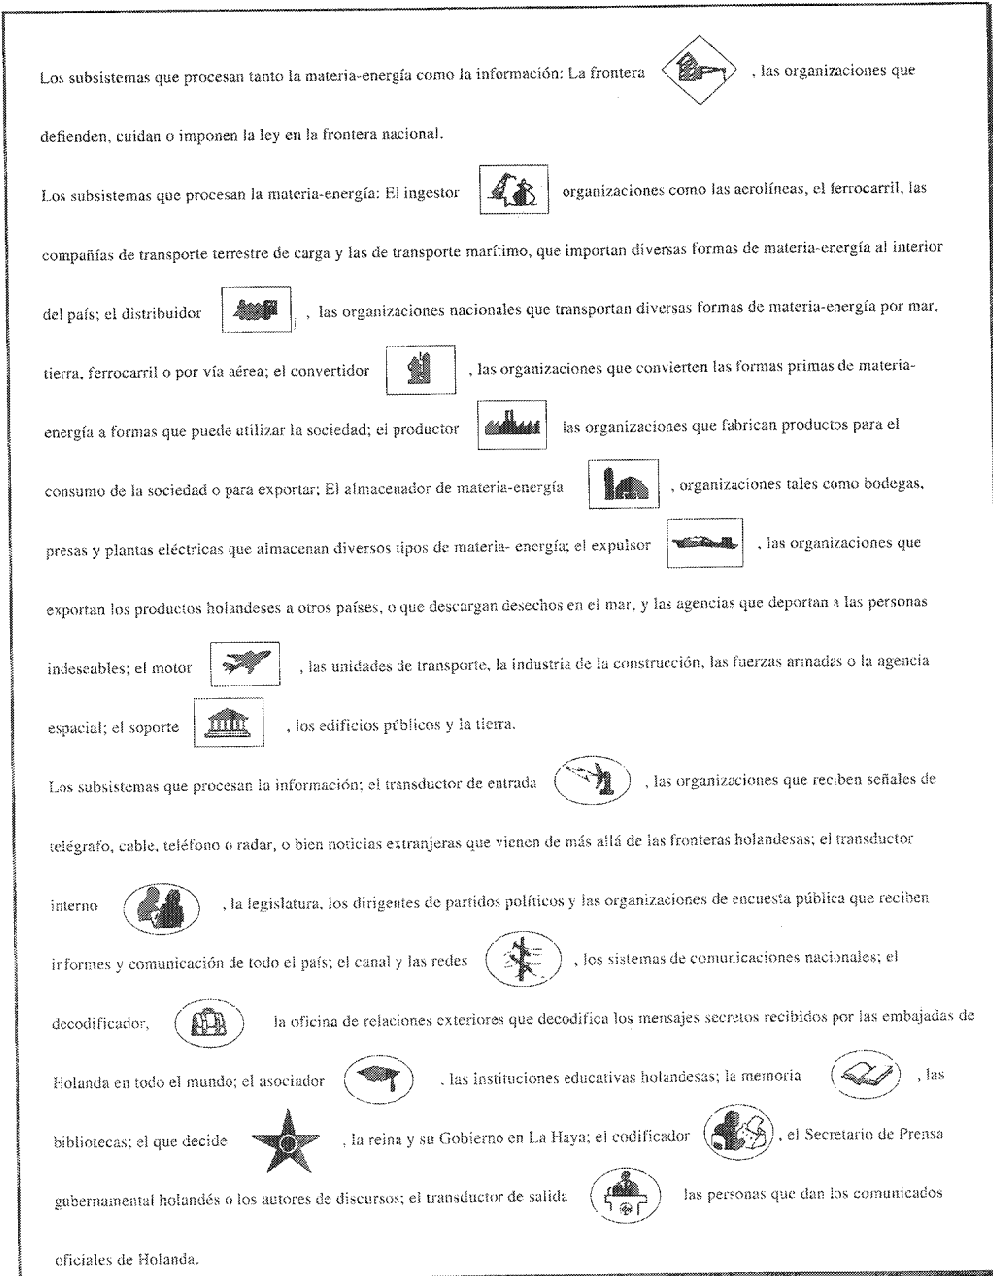 Los subsistemas que procesan tanto la materia-energía como la información: La frontera , las organizaciones que
defienden, cuidan o imponen la ley en la frontera nacional.
Los subsistemas que procesan la materia-energía: El ingestor organizaciones como las aerolíneas, el ferrocarril, las
compañías de transporte terrestre de carga y las de transporte marítimo, que importan diversas formas de materia-energía al interior
del país; el distribuidor , las organizaciones nacionales que transportan diversas formas de materia-energía por mar,
tierra, ferrocarril o por vía aérea; el convertidor , las organizaciones que convierten las formas primas de materia-
energía a formas que puede utilizar la sociedad; el productor las organizaciones que fabrican productos para el
consumo de la sociedad o para exportar; El almacenador de materia-energía , organizaciones tales como bodegas,
presas y plantas eléctricas que almacenan diversos tipos de materia- energía; el expulsor , las organizaciones que
exportan los productos holandeses a otros países, o que descargan desechos en el mar, y las agencias que deportan a las personas
indeseables; el motor , las unidades de transporte, la industria de la construcción, las fuerzas armadas o la agencia
espacial; el soporte , los edificios públicos y la tierra.
Los subsistemas que procesan la información; el transductor de entrada , las organizaciones que reciben señales de
telégrafo, cable, teléfono o radar, o bien noticias extranjeras que vienen de más allá de las fronteras holandesas; el transductor
interno , la legislatura, los dirigentes de partidos políticos y las organizaciones de encuesta pública que reciben
informes y comunicación de todo el país; el canal y las redes , los sistemas de comunicaciones nacionales; el
decodificador, la oficina de relaciones exteriores que decodifica los mensajes secretos recibidos por las embajadas de
Holanda en todo el mundo; el asociador , las instituciones educativas holandesas; la memoria , las
bibliotecas; el que decide , la reina y su Gobierno en La Haya; el codificador , el Secretario de Prensa
gubernamental holandés o los autores de discursos; el transductor de salida las personas que dan los comunicados
oficiales de Holanda.